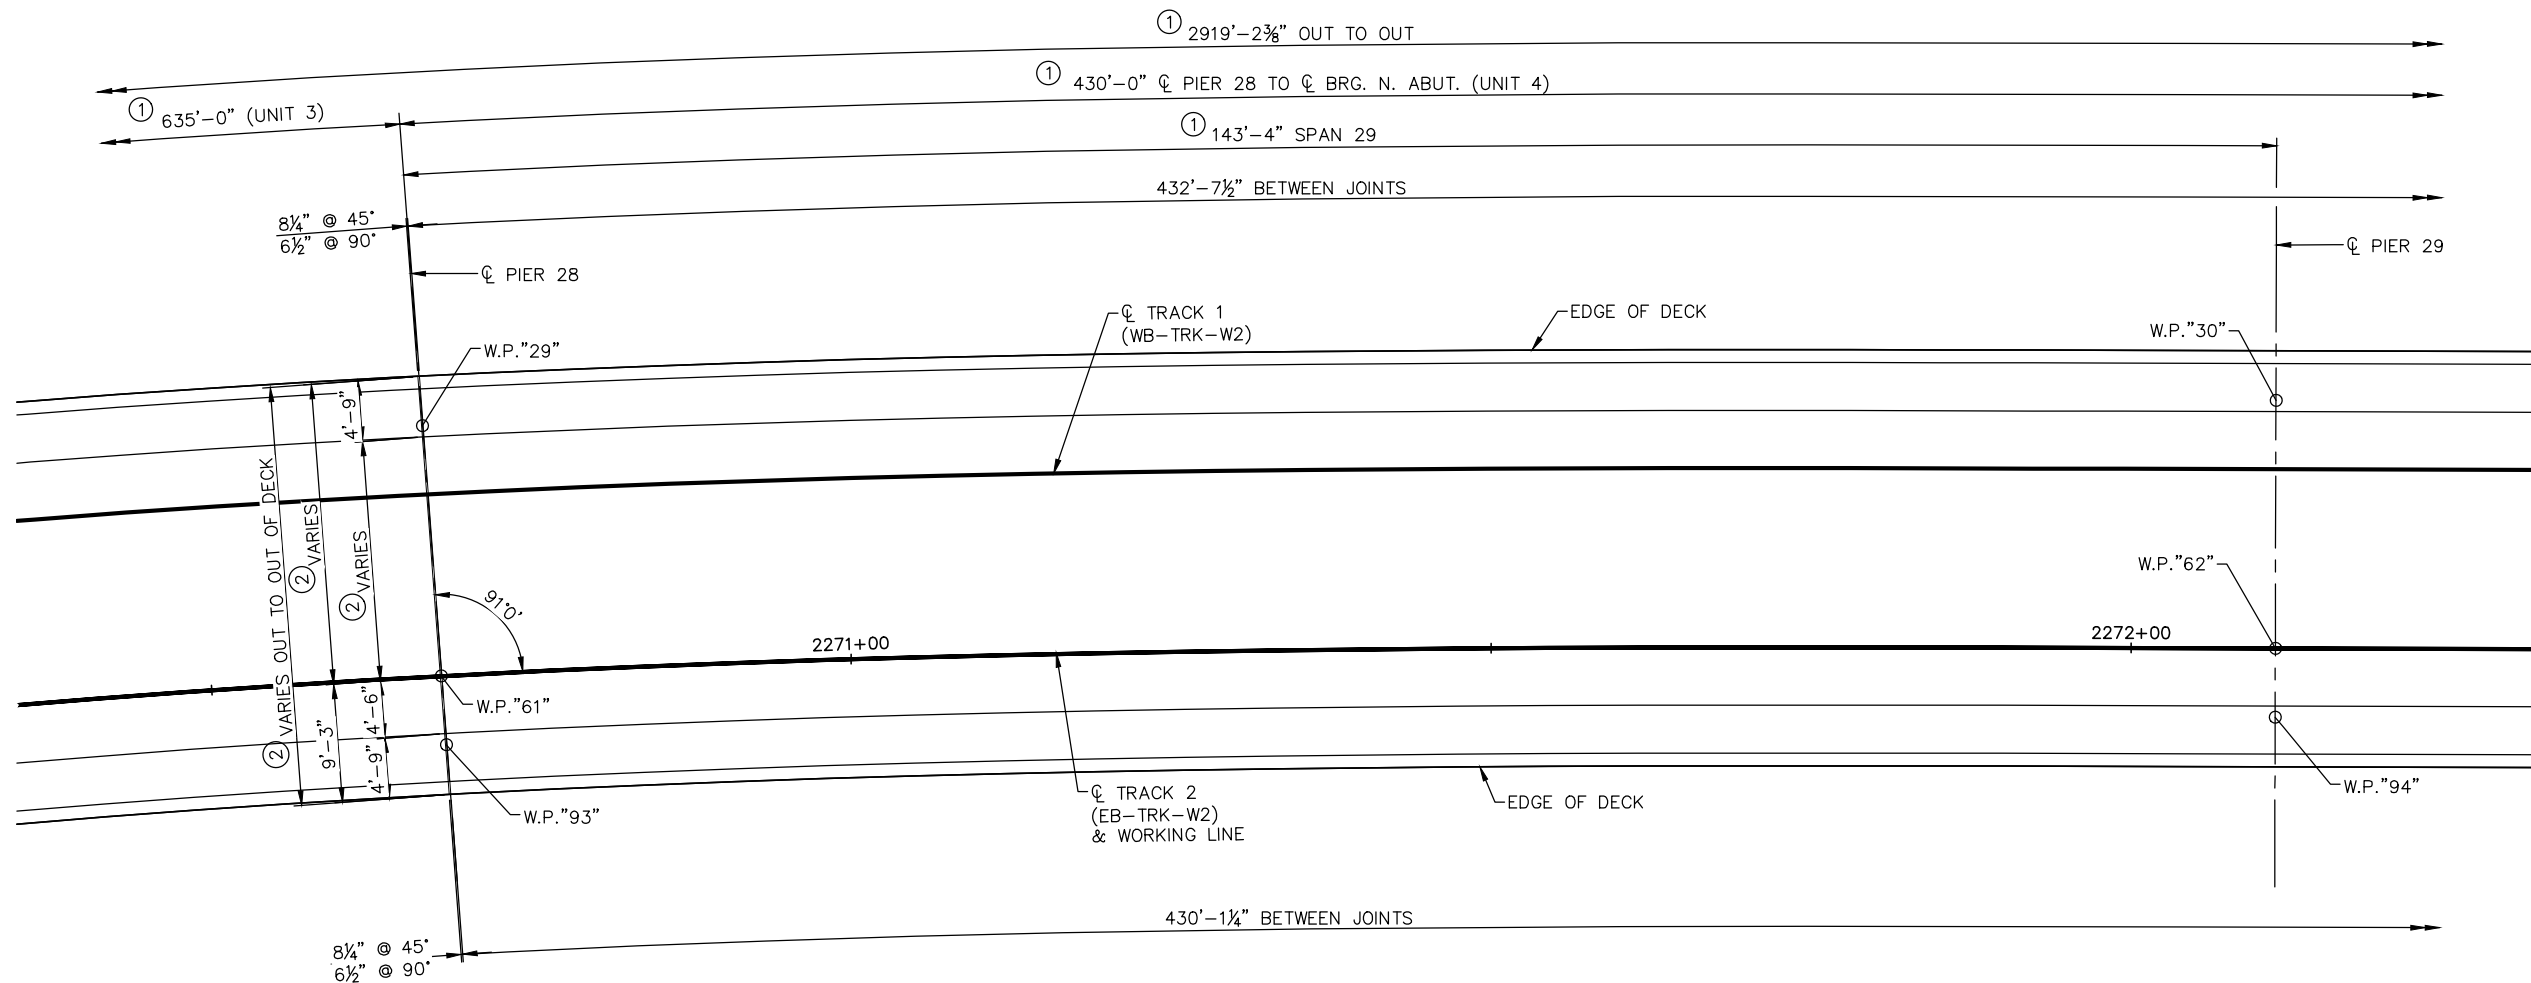 ① 2919'-2⅜" OUT TO OUT
① 430'-0" ℄ PIER 28 TO ℄ BRG. N. ABUT. (UNIT 4)
① 635'-0" (UNIT 3)
① 143'-4" SPAN 29
432'-7½" BETWEEN JOINTS
8¼" @ 45°
6½" @ 90°
℄ PIER 28
℄ PIER 29
℄ TRACK 1
(WB-TRK-W2)
EDGE OF DECK
W.P."30"
W.P."29"
4'-9"
② VARIES OUT TO OUT OF DECK
② VARIES
② VARIES
91°0'
W.P."62"
2271+00
2272+00
W.P."61"
4'-6"
9'-3"
4'-9"
W.P."93"
℄ TRACK 2
(EB-TRK-W2)
& WORKING LINE
EDGE OF DECK
W.P."94"
430'-1¼" BETWEEN JOINTS
8¼" @ 45°
6½" @ 90°